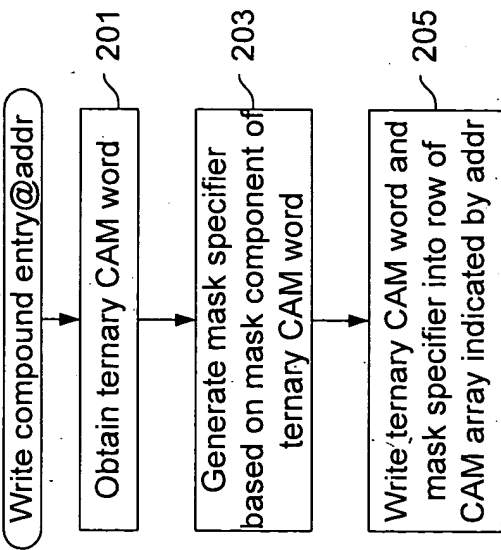 Write compound entry@addr
201
Obtain ternary CAM word
203
Generate mask specifier
based on mask component of
ternary CAM word
205
Write ternary CAM word and
mask specifier into row of
CAM array indicated by addr